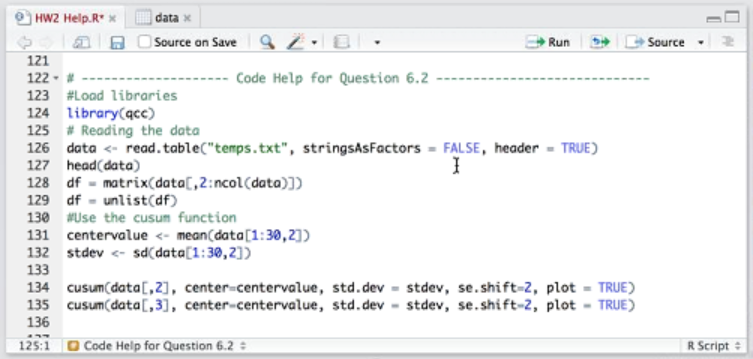 HW2 Help.R* × data ×
Source on Save Run Source
121
122 # -------------------- Code Help for Question 6.2 -----------------------------
123 #Load libraries
124 library(qcc)
125 # Reading the data
126 data <- read.table("temps.txt", stringsAsFactors = FALSE, header = TRUE)
127 head(data)
128 df = matrix(data[,2:ncol(data)])
129 df = unlist(df)
130 #Use the cusum function
131 centervalue <- mean(data[1:30,2])
132 stdev <- sd(data[1:30,2])
133
134 cusum(data[,2], center=centervalue, std.dev = stdev, se.shift=2, plot = TRUE)
135 cusum(data[,3], center=centervalue, std.dev = stdev, se.shift=2, plot = TRUE)
136
125:1 # Code Help for Question 6.2 R Script